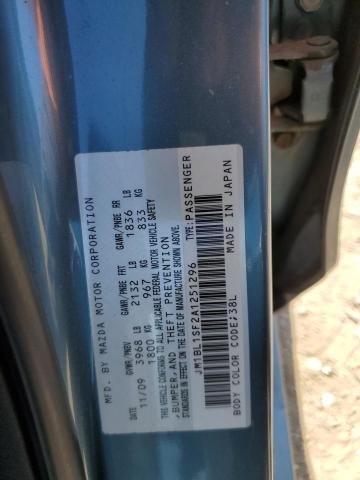 MFD. BY MAZDA MOTOR CORPORATION
DATE GVWR/PNBV GAWR/PNBE FRT GAWR/PNBE RR
11/09 3968 LB 2132 LB 1836 LB
1800 KG 967 KG 833 KG
THIS VEHICLE CONFORMS TO ALL APPLICABLE FEDERAL MOTOR VEHICLE SAFETY
,BUMPER, AND THEFT PREVENTION
STANDARDS IN EFFECT ON THE DATE OF MANUFACTURE SHOWN ABOVE.
JM1BL1SF2A1251296 TYPE:PASSENGER
BODY COLOR CODE:38L MADE IN JAPAN